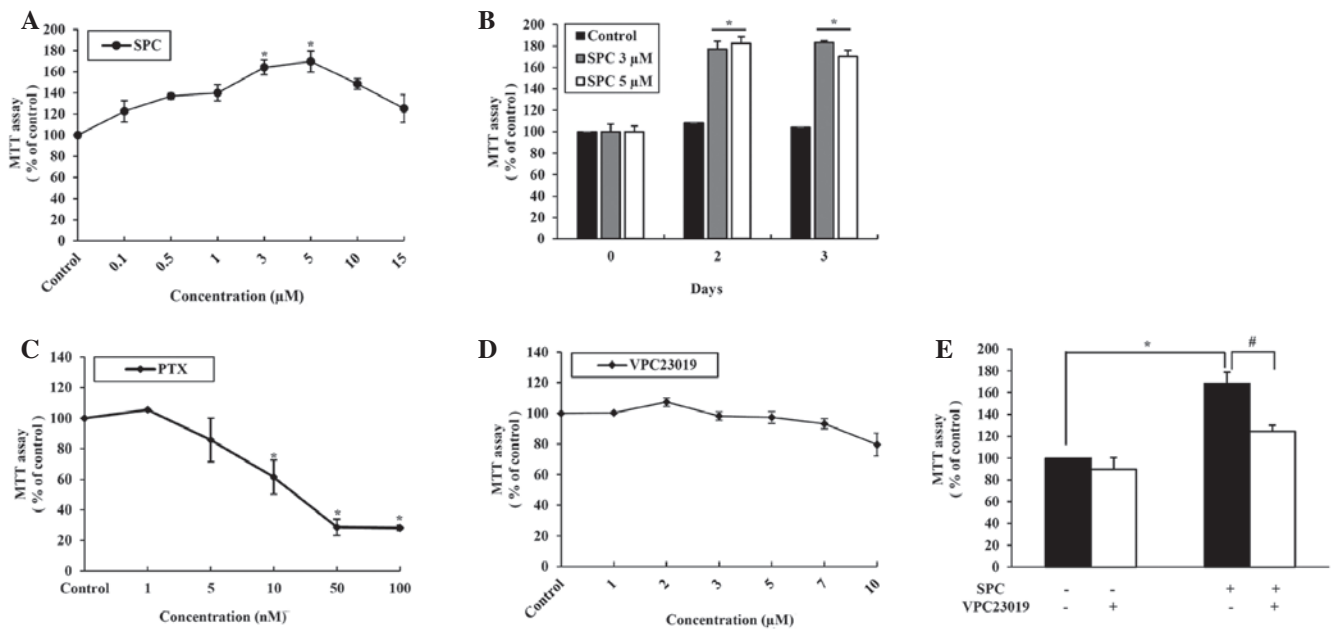 A
SPC
MTT assay
( % of control )
200
180
160
140
120
100
80
60
40
20
0
* *
Control 0.1 0.5 1 3 5 10 15
Concentration (µM)
B
Control
SPC 3 µM
SPC 5 µM
MTT assay
( % of control )
200
180
160
140
120
100
80
60
40
20
0
* *
0 2 3
Days
C
PTX
MTT assay
( % of control )
140
120
100
80
60
40
20
0
* * *
Control 1 5 10 50 100
Concentration (nM)
D
VPC23019
MTT assay
( % of control )
140
120
100
80
60
40
20
0
Control 1 2 3 5 7 10
Concentration (µM)
E
MTT assay
( % of control )
200
180
160
140
120
100
80
60
40
20
0
* #
SPC - - + +
VPC23019 - + - +